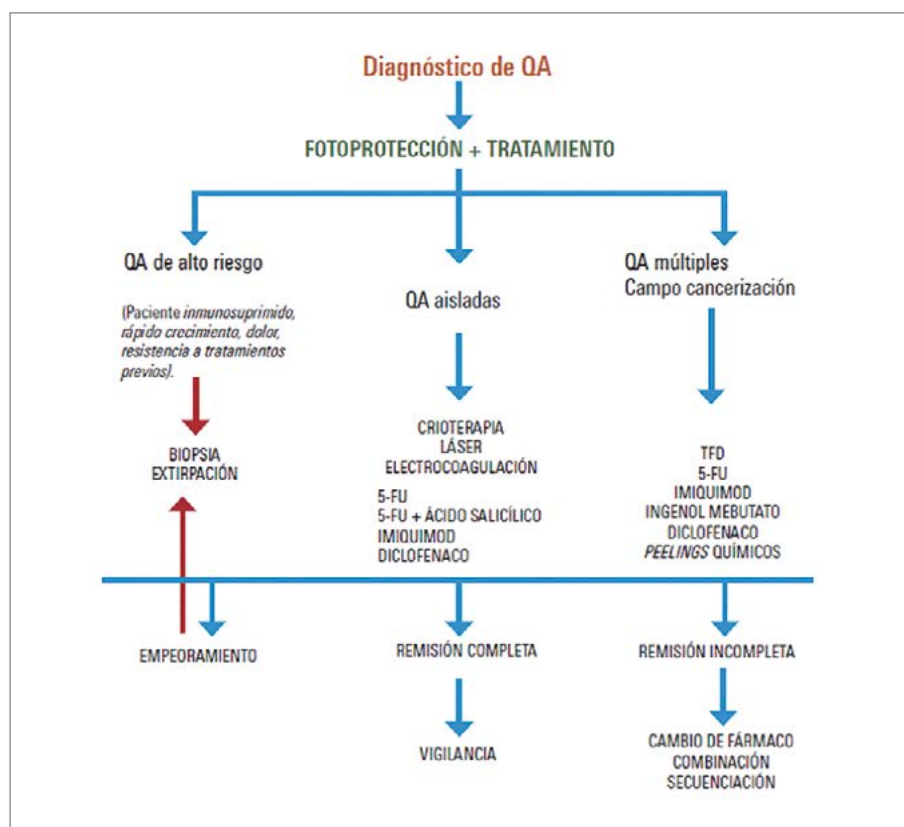 Diagnóstico de QA
FOTOPROTECCIÓN + TRATAMIENTO
QA de alto riesgo
(Paciente inmunosuprimido,
rápido crecimiento, dolor,
resistencia a tratamientos
previos).
BIOPSIA
EXTIRPACIÓN
QA aisladas
CRIOTERAPIA
LÁSER
ELECTROCOAGULACIÓN
5-FU
5-FU + ÁCIDO SALICÍLICO
IMIQUIMOD
DICLOFENACO
QA múltiples
Campo cancerización
TFD
5-FU
IMIQUIMOD
INGENOL MEBUTATO
DICLOFENACO
PEELINGS QUÍMICOS
EMPEORAMIENTO
REMISIÓN COMPLETA
VIGILANCIA
REMISIÓN INCOMPLETA
CAMBIO DE FÁRMACO
COMBINACIÓN
SECUENCIACIÓN